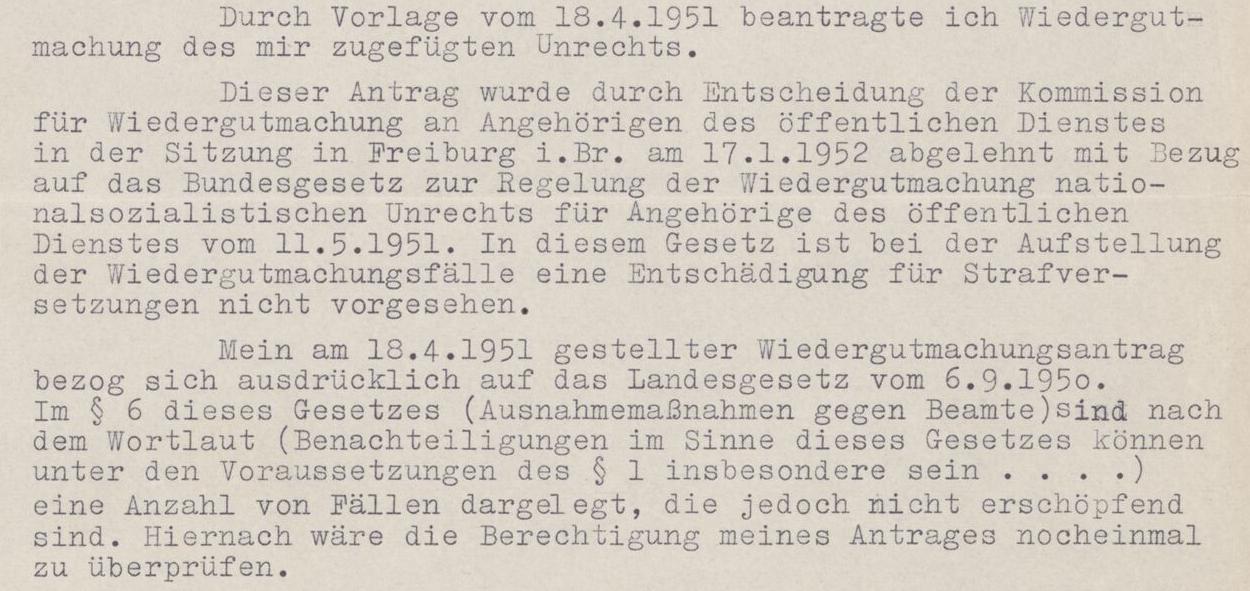 Durch Vorlage vom 18.4.1951 beantragte ich Wiedergut-
machung des mir zugefügten Unrechts.
Dieser Antrag wurde durch Entscheidung der Kommission
für Wiedergutmachung an Angehörigen des öffentlichen Dienstes
in der Sitzung in Freiburg i.Br. am 17.1.1952 abgelehnt mit Bezug
auf das Bundesgesetz zur Regelung der Wiedergutmachung natio-
nalsozialistischen Unrechts für Angehörige des öffentlichen
Dienstes vom 11.5.1951. In diesem Gesetz ist bei der Aufstellung
der Wiedergutmachungsfälle eine Entschädigung für Strafver-
setzungen nicht vorgesehen.
Mein am 18.4.1951 gestellter Wiedergutmachungsantrag
bezog sich ausdrücklich auf das Landesgesetz vom 6.9.195o.
Im § 6 dieses Gesetzes (Ausnahmemaßnahmen gegen Beamte)sind nach
dem Wortlaut (Benachteiligungen im Sinne dieses Gesetzes können
unter den Voraussetzungen des § 1 insbesondere sein . . . .)
eine Anzahl von Fällen dargelegt, die jedoch nicht erschöpfend
sind. Hiernach wäre die Berechtigung meines Antrages nocheinmal
zu überprüfen.